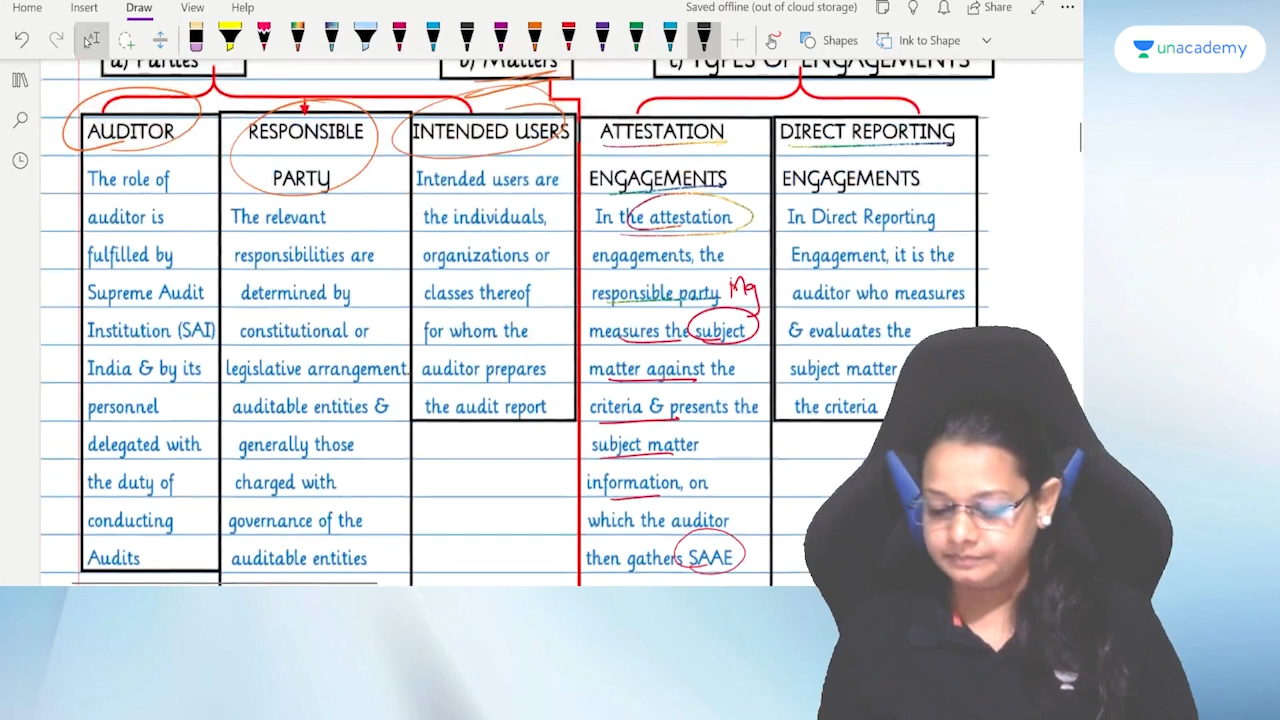 Home Insert Draw View Help
Saved offline (out of cloud storage)
Share
Shapes
Ink to Shape
unacademy
a) Parties
b) Matters
c) TYPES OF ENGAGEMENTS
AUDITOR
The role of
auditor is
fulfilled by
Supreme Audit
Institution (SAI)
India & by its
personnel
delegated with
the duty of
conducting
Audits
RESPONSIBLE
PARTY
The relevant
responsibilities are
determined by
constitutional or
legislative arrangement.
auditable entities &
generally those
charged with
governance of the
auditable entities
INTENDED USERS
Intended users are
the individuals,
organizations or
classes thereof
for whom the
auditor prepares
the audit report
ATTESTATION
ENGAGEMENTS
In the attestation
engagements, the
responsible party Mg
measures the subject
matter against the
criteria & presents the
subject matter
information, on
which the auditor
then gathers SAAE
DIRECT REPORTING
ENGAGEMENTS
In Direct Reporting
Engagement, it is the
auditor who measures
& evaluates the
subject matter
the criteria